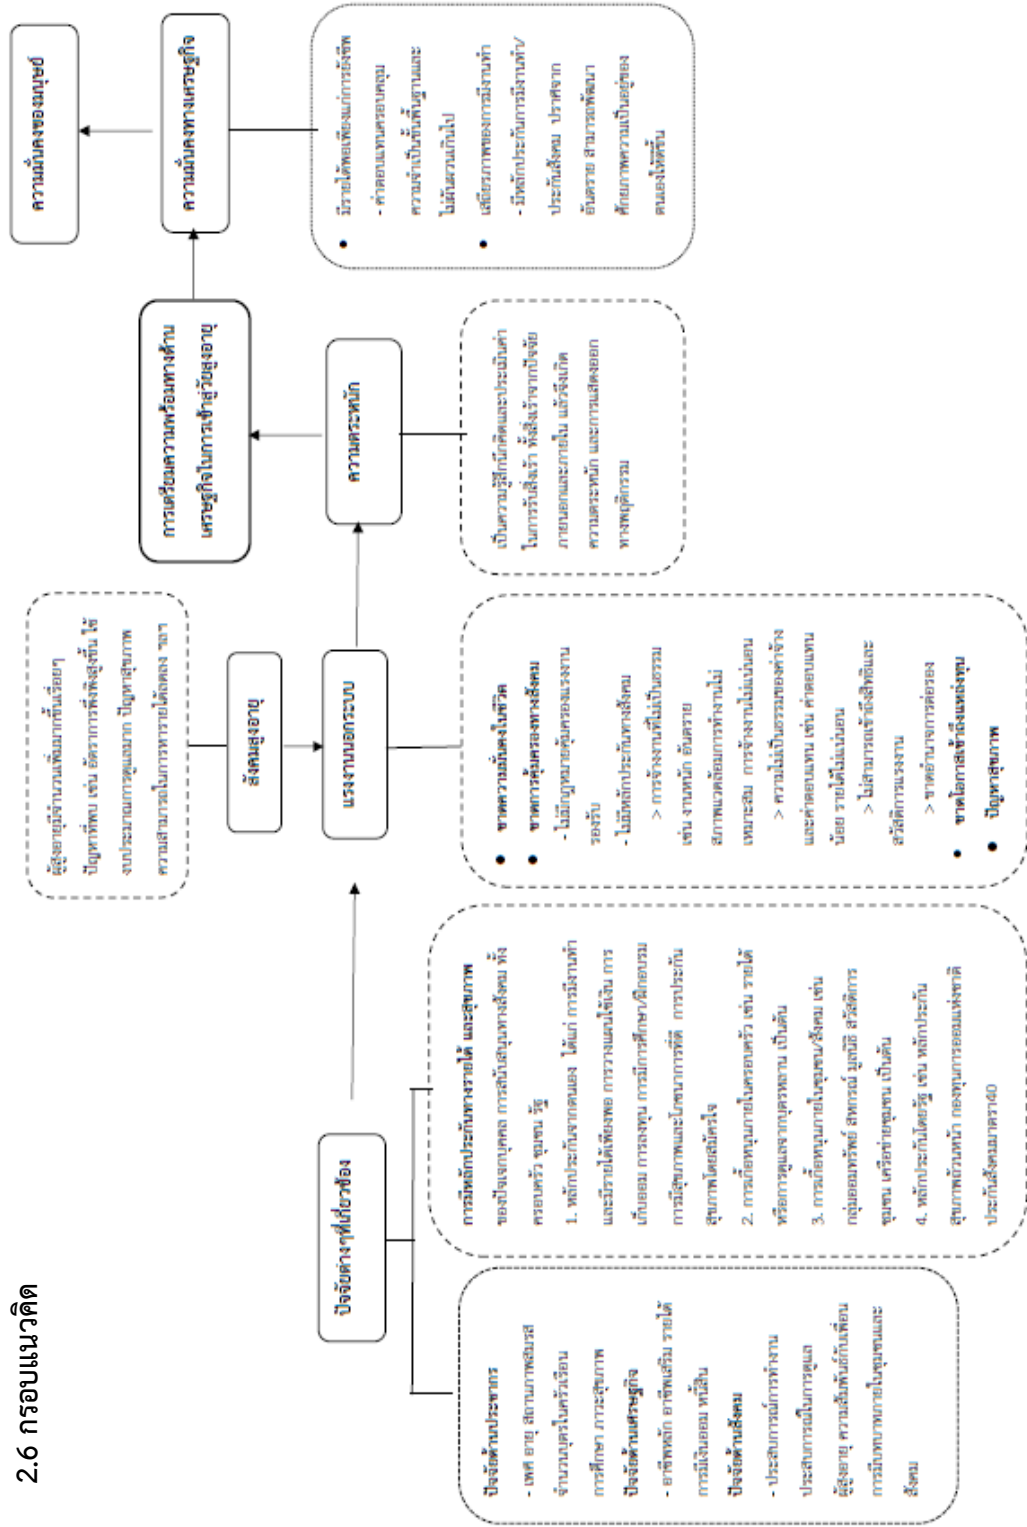 2.6 กรอบแนวคิด
ปัจจัยต่างๆที่เกี่ยวข้อง
ปัจจัยด้านประชากร
- เพศ อายุ สถานภาพสมรส
จำนวนบุตรในครัวเรือน
การศึกษา ภาวะสุขภาพ
ปัจจัยด้านเศรษฐกิจ
- อาชีพหลัก อาชีพเสริม รายได้
การมีเงินออม หนี้สิน
ปัจจัยด้านสังคม
- ประสบการณ์การทำงาน
ประสบการณ์ในการดูแล
ผู้สูงอายุ ความสัมพันธ์กับเพื่อน
การมีบทบาทภายในชุมชนและ
สังคม
การมีหลักประกันทางรายได้ และสุขภาพ
ของปัจเจกบุคคล การสนับสนุนทางสังคม ทั้ง
ครอบครัว ชุมชน รัฐ
1. หลักประกันจากตนเอง ได้แก่ การมีงานทำ
และมีรายได้เพียงพอ การวางแผนใช้เงิน การ
เก็บออม การลงทุน การมีการศึกษา/ฝึกอบรม
การมีสุขภาพและโภชนาการที่ดี การประกัน
สุขภาพโดยสมัครใจ
2. การเกื้อหนุนภายในครอบครัว เช่น รายได้
หรือการดูแลจากบุตรหลาน เป็นต้น
3. การเกื้อหนุนภายในชุมชน/สังคม เช่น
กลุ่มออมทรัพย์ สหกรณ์ มูลนิธิ สวัสดิการ
ชุมชน เครือข่ายชุมชน เป็นต้น
4. หลักประกันโดยรัฐ เช่น หลักประกัน
สุขภาพถ้วนหน้า กองทุนการออมแห่งชาติ
ประกันสังคมมาตรา40
ผู้สูงอายุมีจำนวนเพิ่มมากขึ้นเรื่อยๆ
ปัญหาที่พบ เช่น อัตราการพึ่งพิงสูงขึ้น ใช้
งบประมาณมากขึ้น ปัญหาสุขภาพ
ความสามารถในการหารายได้ลดลง ฯลฯ
สังคมสูงอายุ
แรงงานนอกระบบ
• ขาดความมั่นคงในชีวิต
• ขาดการคุ้มครองทางสังคม
- ไม่มีกฎหมายคุ้มครองแรงงาน
รองรับ
- ไม่มีหลักประกันทางสังคม
> การจ้างงานที่ไม่เป็นธรรม
เช่น งานหนัก อันตราย
สภาพแวดล้อมการทำงานไม่
เหมาะสม การจ้างงานไม่แน่นอน
> ความไม่เป็นธรรมของค่าจ้าง
และค่าตอบแทน เช่น ค่าตอบแทน
น้อย รายได้ไม่แน่นอน
> ไม่สามารถเข้าถึงสิทธิและ
สวัสดิการแรงงาน
> ขาดอำนาจการต่อรอง
• ขาดโอกาสเข้าถึงแหล่งทุน
• ปัญหาสุขภาพ
การเตรียมความพร้อมทางด้าน
เศรษฐกิจในการเข้าสู่วัยสูงอายุ
ความตระหนัก
เป็นความรู้สึกนึกคิดและประเมินค่า
ในการรับสิ่งเร้า ทั้งสิ่งเร้าจากปัจจัย
ภายนอกและภายใน แล้วจึงเกิด
ความตระหนัก และการแสดงออก
ทางพฤติกรรม
ความมั่นคงของมนุษย์
ความมั่นคงทางเศรษฐกิจ
• มีรายได้พอเพียงแก่การยังชีพ
- ค่าตอบแทนครอบคลุม
ความจำเป็นขั้นพื้นฐานและ
ไม่ผันผวนเกินไป
• เสถียรภาพของการมีงานทำ
- มีหลักประกันการมีงานทำ/
ประกันสังคม ปราศจาก
อันตราย สามารถพัฒนา
ศักยภาพความเป็นอยู่ของ
ตนเองให้ดีขึ้น